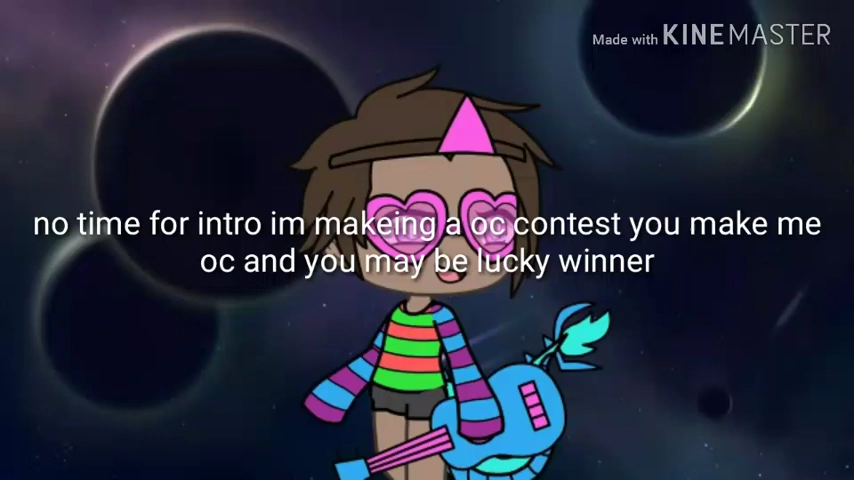 Made with KINEMASTER
no time for intro im makeing a oc contest you make me
oc and you may be lucky winner